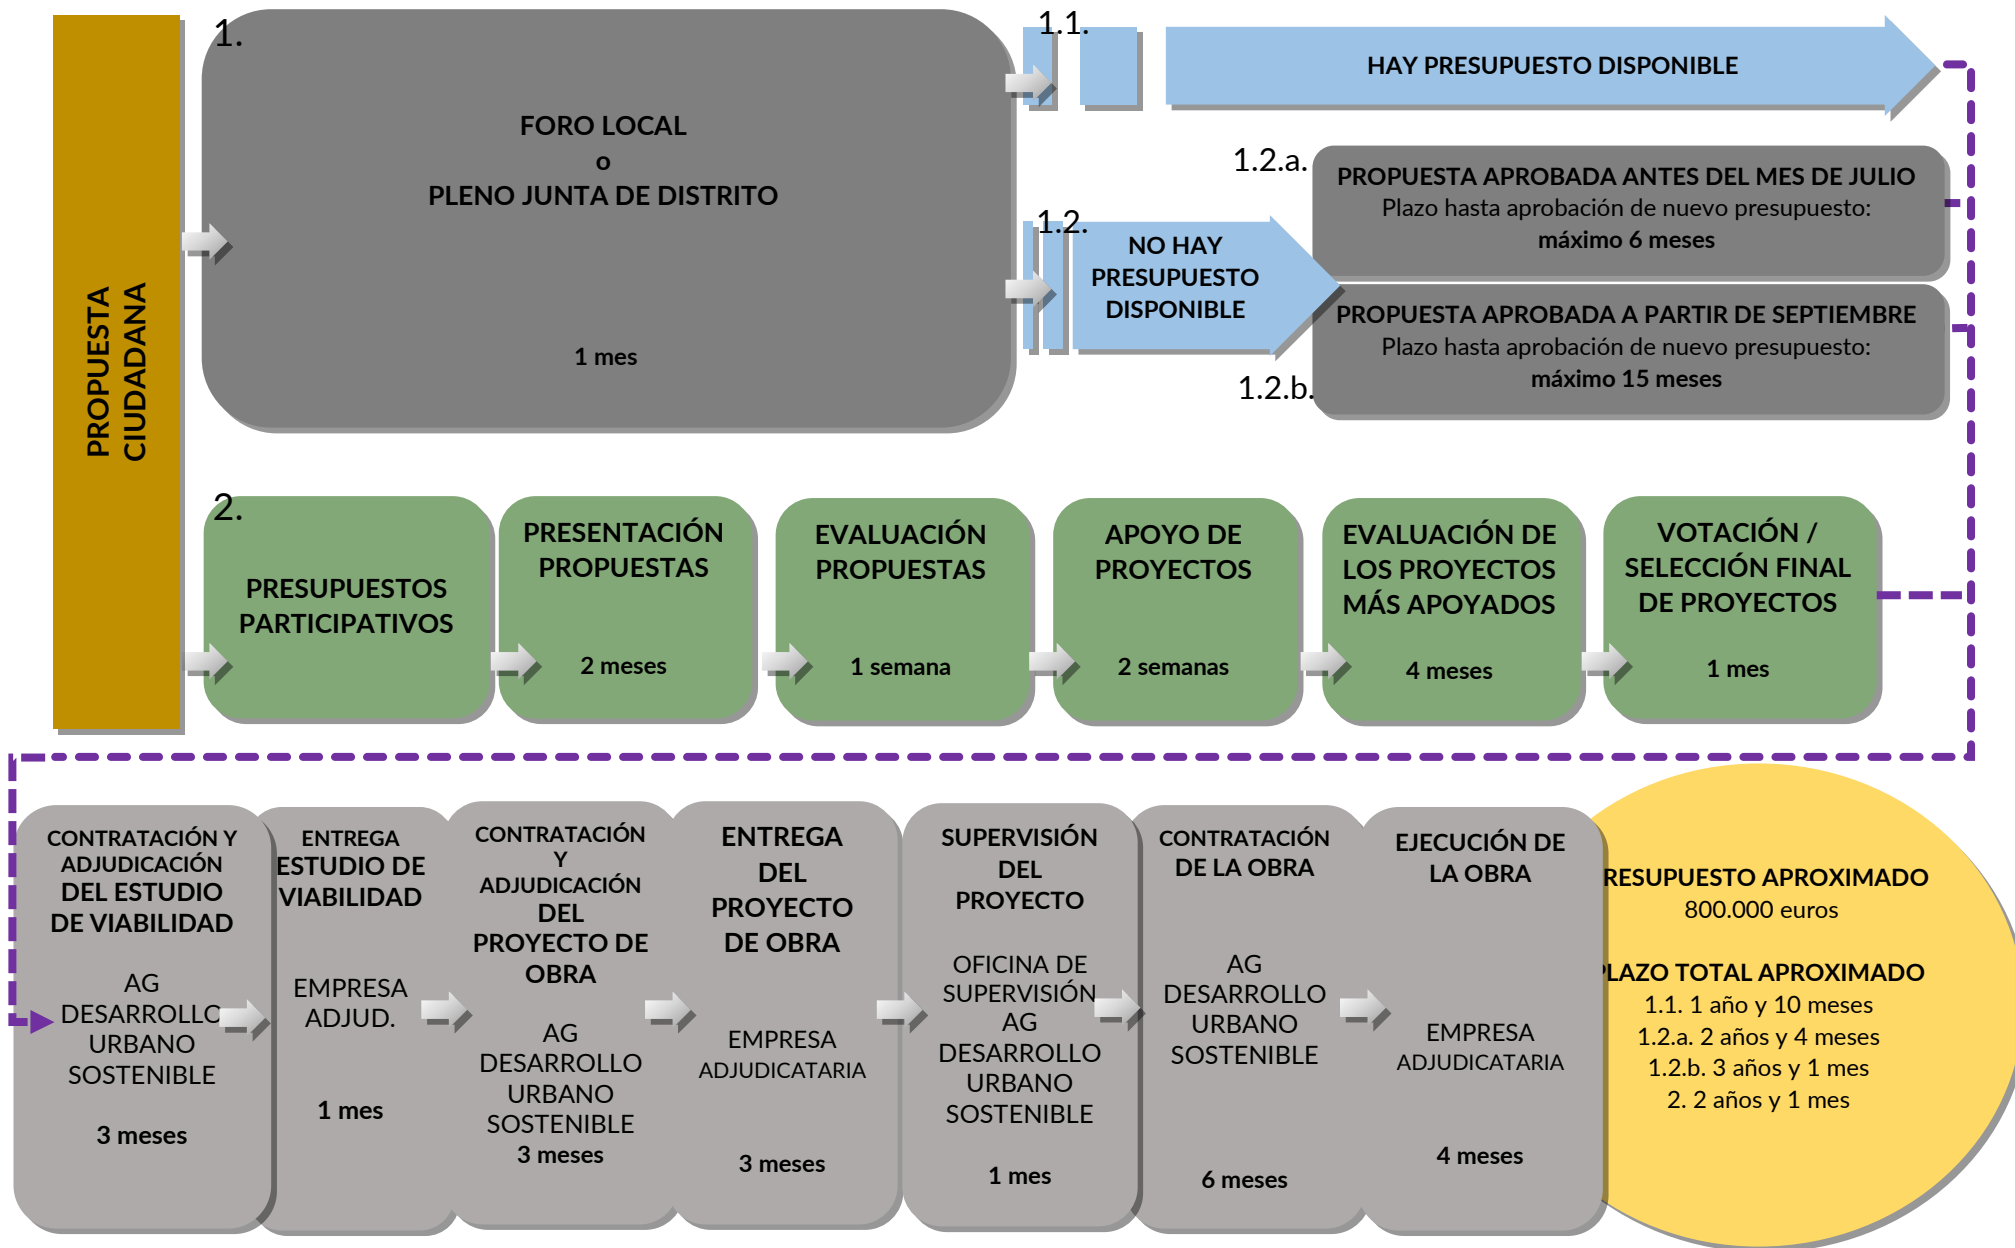 PROPUESTA
CIUDADANA
1.
FORO LOCAL
o
PLENO JUNTA DE DISTRITO
1 mes
1.1.
HAY PRESUPUESTO DISPONIBLE
1.2.
NO HAY
PRESUPUESTO
DISPONIBLE
1.2.a.
PROPUESTA APROBADA ANTES DEL MES DE JULIO
Plazo hasta aprobación de nuevo presupuesto:
máximo 6 meses
1.2.b.
PROPUESTA APROBADA A PARTIR DE SEPTIEMBRE
Plazo hasta aprobación de nuevo presupuesto:
máximo 15 meses
2.
PRESUPUESTOS
PARTICIPATIVOS
PRESENTACIÓN
PROPUESTAS
2 meses
EVALUACIÓN
PROPUESTAS
1 semana
APOYO DE
PROYECTOS
2 semanas
EVALUACIÓN DE
LOS PROYECTOS
MÁS APOYADOS
4 meses
VOTACIÓN /
SELECCIÓN FINAL
DE PROYECTOS
1 mes
CONTRATACIÓN Y
ADJUDICACIÓN
DEL ESTUDIO
DE VIABILIDAD
AG
DESARROLLO
URBANO
SOSTENIBLE
3 meses
ENTREGA
ESTUDIO DE
VIABILIDAD
EMPRESA
ADJUD.
1 mes
CONTRATACIÓN
Y
ADJUDICACIÓN
DEL
PROYECTO DE
OBRA
AG
DESARROLLO
URBANO
SOSTENIBLE
3 meses
ENTREGA
DEL
PROYECTO
DE OBRA
EMPRESA
ADJUDICATARIA
3 meses
SUPERVISIÓN
DEL
PROYECTO
OFICINA DE
SUPERVISIÓN
AG
DESARROLLO
URBANO
SOSTENIBLE
1 mes
CONTRATACIÓN
DE LA OBRA
AG
DESARROLLO
URBANO
SOSTENIBLE
6 meses
EJECUCIÓN DE
LA OBRA
EMPRESA
ADJUDICATARIA
4 meses
RESUPUESTO APROXIMADO
800.000 euros
PLAZO TOTAL APROXIMADO
1.1. 1 año y 10 meses
1.2.a. 2 años y 4 meses
1.2.b. 3 años y 1 mes
2. 2 años y 1 mes